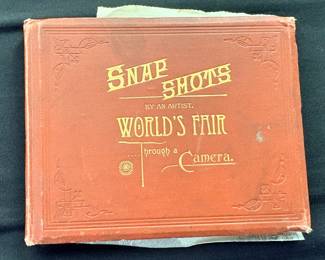 SNAP
SHOTS
BY AN ARTIST.
WORLD'S FAIR
....Through a
Camera.